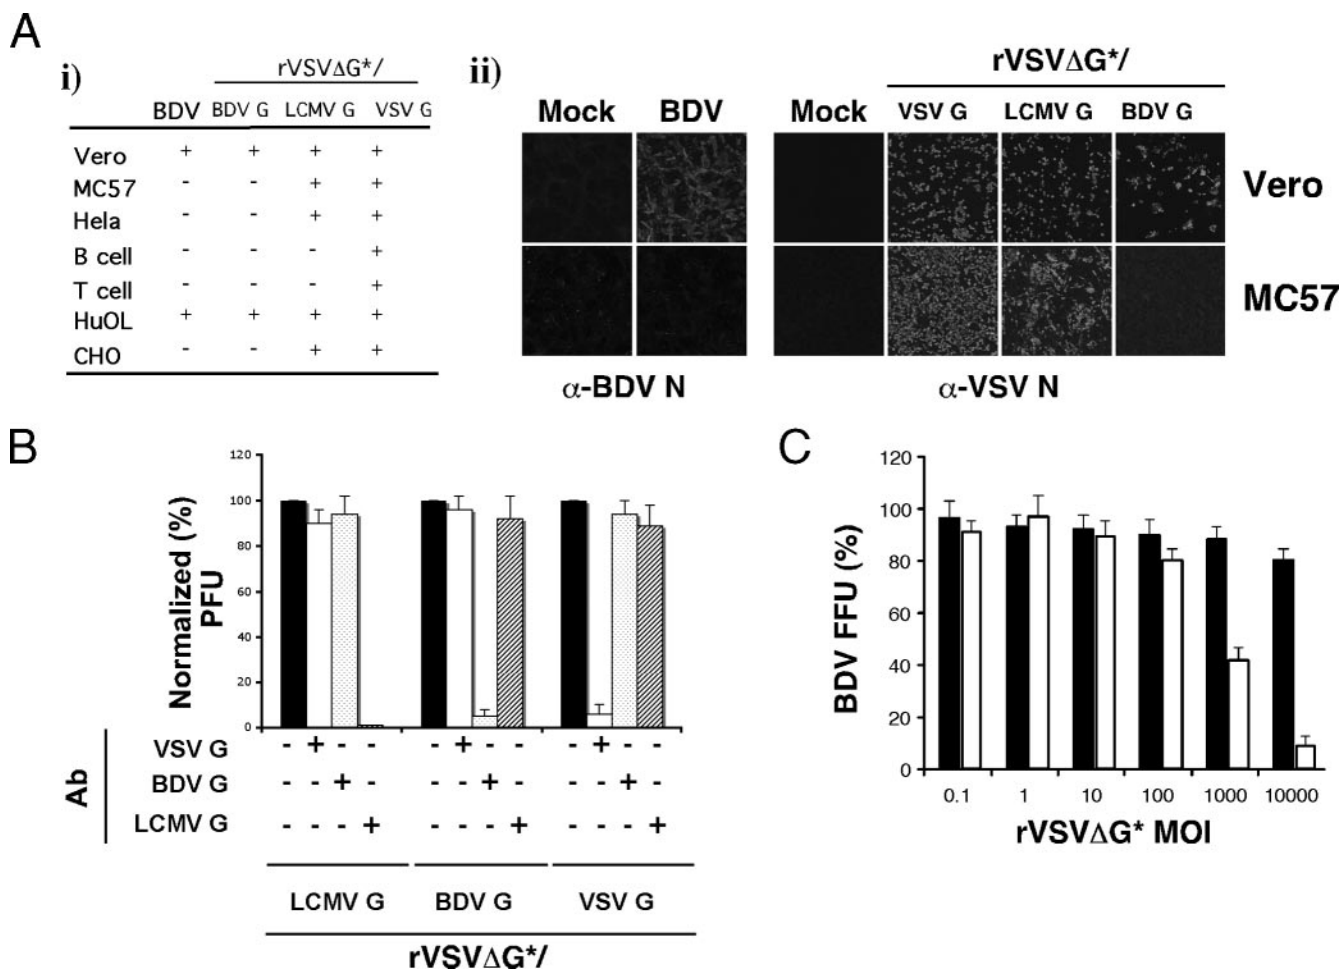 A
i)
rVSVΔG*/
BDV BDV G LCMV G VSV G
Vero + + + +
MC57 - - + +
Hela - - + +
B cell - - - +
T cell - - - +
HuOL + + + +
CHO - - + +
ii)
rVSVΔG*/
Mock BDV Mock VSV G LCMV G BDV G
Vero
MC57
α-BDV N α-VSV N
B
Normalized (%)
PFU
120
100
80
60
40
20
0
Ab
VSV G - + - - - + - - - + - -
BDV G - - + - - - + - - - + -
LCMV G - - - + - - - + - - - +
LCMV G BDV G VSV G
rVSVΔG*/
C
BDV FFU (%)
120
100
80
60
40
20
0
0.1 1 10 100 1000 10000
rVSVΔG* MOI